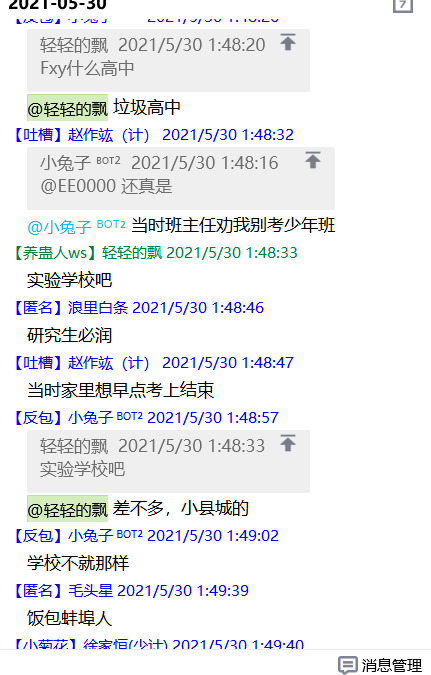 2021-05-30
7
【反包】小兔子 BOT2 2021/5/30 1:48:26
轻轻的飘 2021/5/30 1:48:20
Fxy什么高中
@轻轻的飘 垃圾高中
【吐槽】赵作竑（计） 2021/5/30 1:48:32
小兔子 BOT2 2021/5/30 1:48:16
@EE0000 还真是
@小兔子 BOT2 当时班主任劝我别考少年班
【养蛊人ws】轻轻的飘 2021/5/30 1:48:33
实验学校吧
【匿名】浪里白条 2021/5/30 1:48:46
研究生必润
【吐槽】赵作竑（计） 2021/5/30 1:48:47
当时家里想早点考上结束
【反包】小兔子 BOT2 2021/5/30 1:48:57
轻轻的飘 2021/5/30 1:48:33
实验学校吧
@轻轻的飘 差不多，小县城的
【反包】小兔子 BOT2 2021/5/30 1:49:02
学校不就那样
【匿名】毛头星 2021/5/30 1:49:39
饭包蚌埠人
【小菊花】徐家恒(少计) 2021/5/30 1:49:40
消息管理